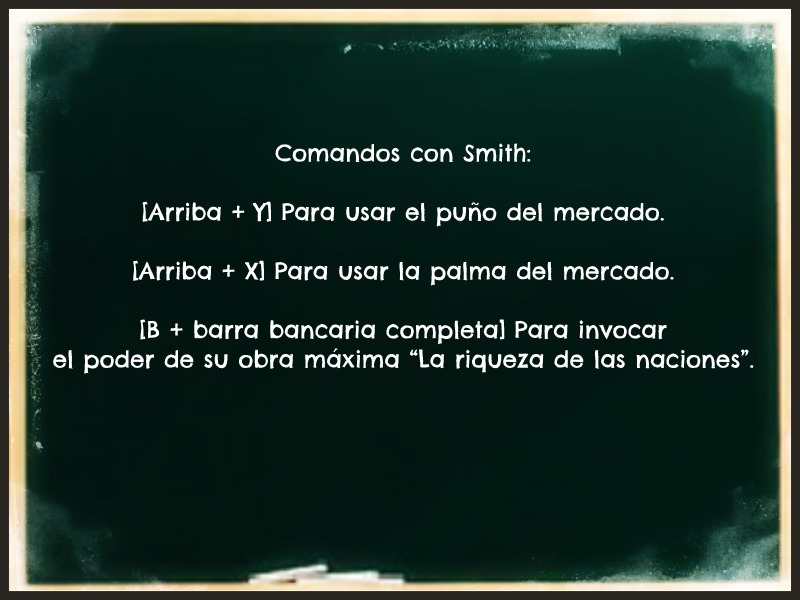 Comandos con Smith:
[Arriba + Y] Para usar el puño del mercado.
[Arriba + X] Para usar la palma del mercado.
[B + barra bancaria completa] Para invocar
el poder de su obra máxima “La riqueza de las naciones”.